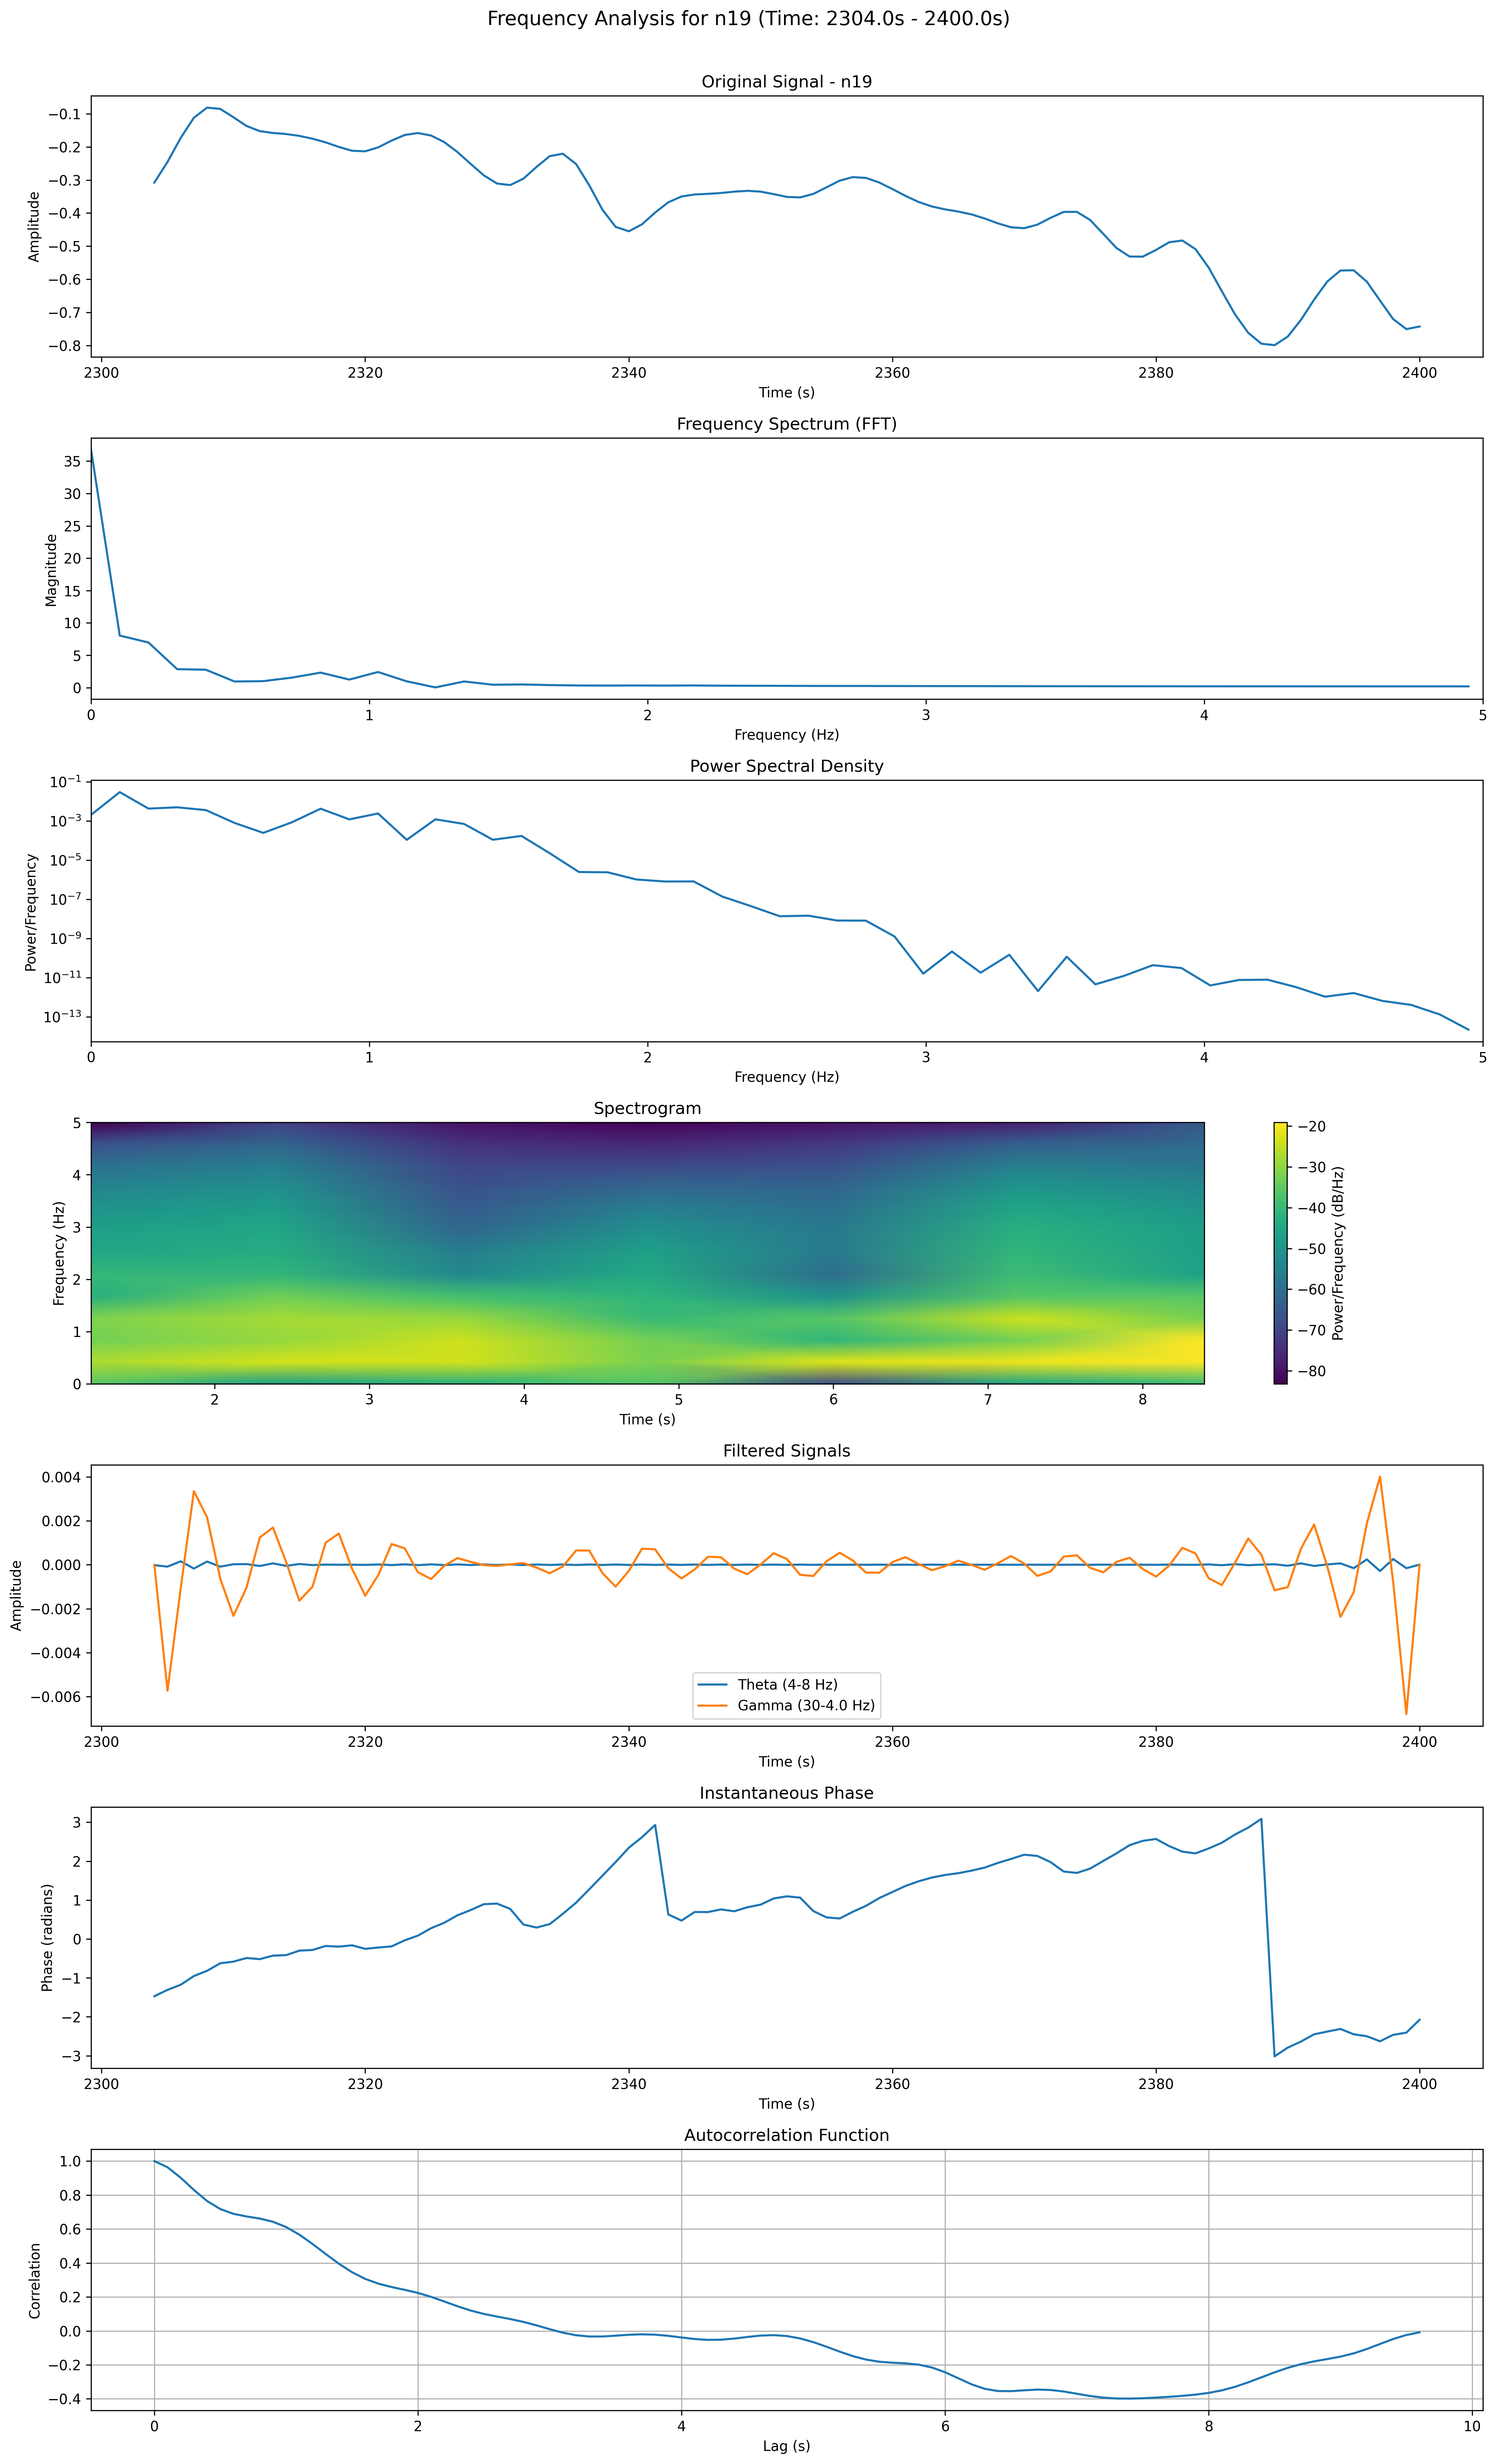 Frequency Analysis for n19 (Time: 2304.0s - 2400.0s)
Original Signal - n19
Amplitude
−0.1
−0.2
−0.3
−0.4
−0.5
−0.6
−0.7
−0.8
2300 2320 2340 2360 2380 2400
Time (s)
Frequency Spectrum (FFT)
Magnitude
35
30
25
20
15
10
5
0
0 1 2 3 4 5
Frequency (Hz)
Power Spectral Density
Power/Frequency
10⁻¹
10⁻³
10⁻⁵
10⁻⁷
10⁻⁹
10⁻¹¹
10⁻¹³
0 1 2 3 4 5
Frequency (Hz)
Spectrogram
Frequency (Hz)
5
4
3
2
1
0
2 3 4 5 6 7 8
Time (s)
−20
−30
−40
−50
−60
−70
−80
Power/Frequency (dB/Hz)
Filtered Signals
Amplitude
0.004
0.002
0.000
−0.002
−0.004
−0.006
Theta (4-8 Hz)
Gamma (30-4.0 Hz)
2300 2320 2340 2360 2380 2400
Time (s)
Instantaneous Phase
Phase (radians)
3
2
1
0
−1
−2
−3
2300 2320 2340 2360 2380 2400
Time (s)
Autocorrelation Function
Correlation
1.0
0.8
0.6
0.4
0.2
0.0
−0.2
−0.4
0 2 4 6 8 10
Lag (s)